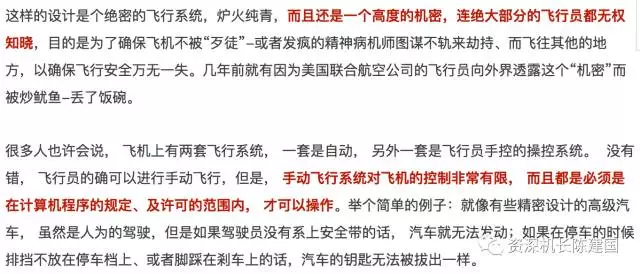 这样的设计是个绝密的飞行系统，炉火纯青，而且还是一个高度的机密，连绝大部分的飞行员都无权
知晓，目的是为了确保飞机不被“歹徒”–或者发疯的精神病机师图谋不轨来劫持、而飞往其他的地
方，以确保飞行安全万无一失。几年前就有因为美国联合航空公司的飞行员向外界透露这个“机密”而
被炒鱿鱼–丢了饭碗。
很多人也许会说， 飞机上有两套飞行系统， 一套是自动， 另外一套是飞行员手控的操控系统。 没有
错， 飞行员的确可以进行手动飞行，但是， 手动飞行系统对飞机的控制非常有限， 而且都是必须是
在计算机程序的规定、及许可的范围内， 才可以操作。举个简单的例子：就像有些精密设计的高级汽
车， 虽然是人为的驾驶，但是如果驾驶员没有系上安全带的话， 汽车就无法发动；如果在停车的时候
排挡不放在停车档上、或者脚踩在刹车上的话，汽车的钥匙无法被拔出一样。
资深机长陈建国